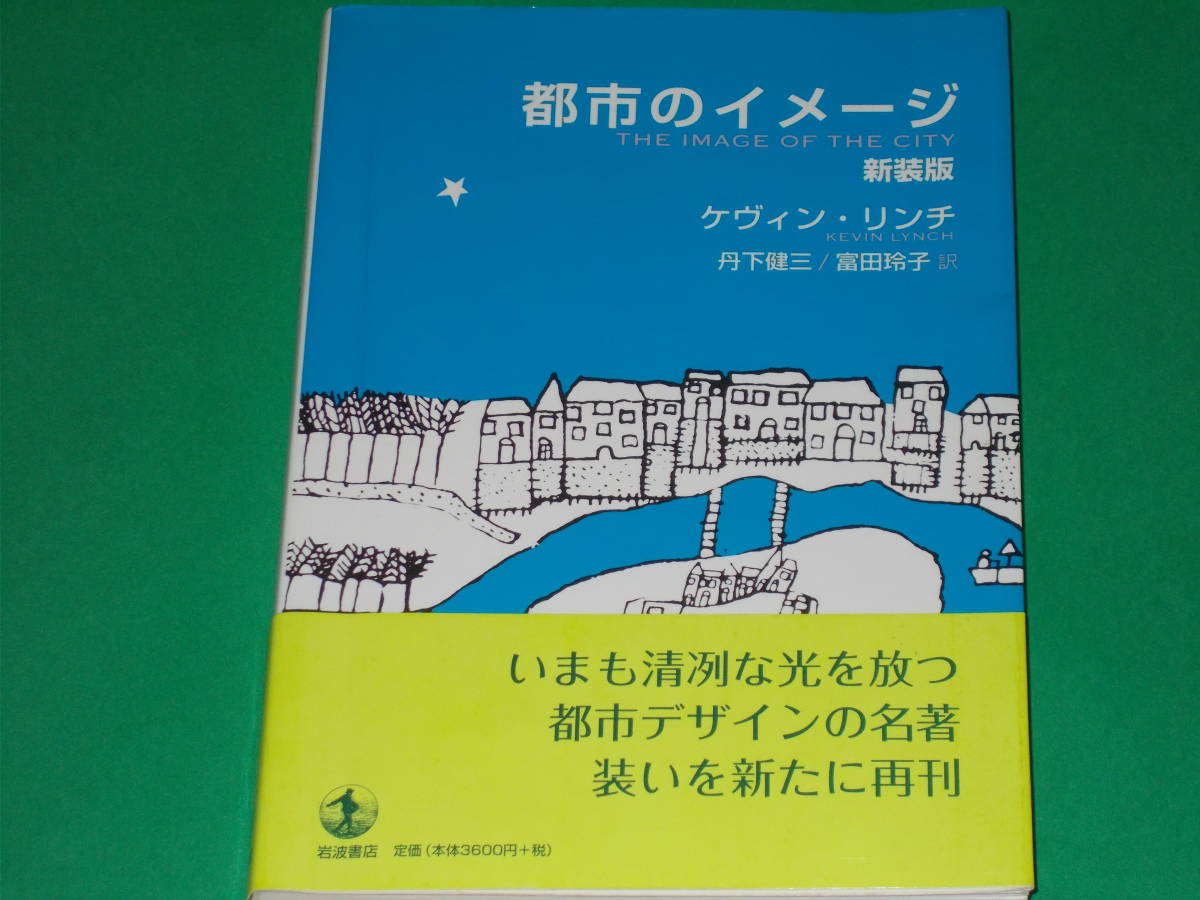 都市のイメージ
THE IMAGE OF THE CITY
新装版
ケヴィン・リンチ
KEVIN LYNCH
丹下健三/富田玲子 訳
いまも清冽な光を放つ
都市デザインの名著
装いを新たに再刊
岩波書店 定価(本体3600円+税)